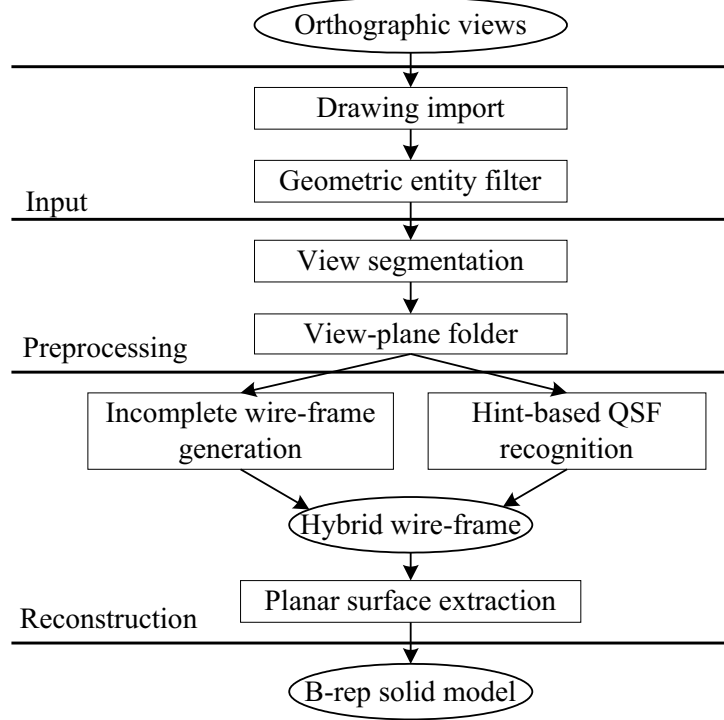 Orthographic views
Drawing import
Geometric entity filter
Input
View segmentation
View-plane folder
Preprocessing
Incomplete wire-frame
generation
Hint-based QSF
recognition
Hybrid wire-frame
Planar surface extraction
Reconstruction
B-rep solid model